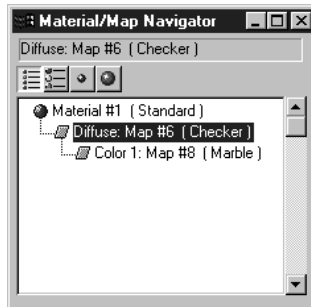 Material/Map Navigator
Diffuse: Map #6 ( Checker )
Material #1 ( Standard )
Diffuse: Map #6 ( Checker )
Color 1: Map #8 ( Marble )